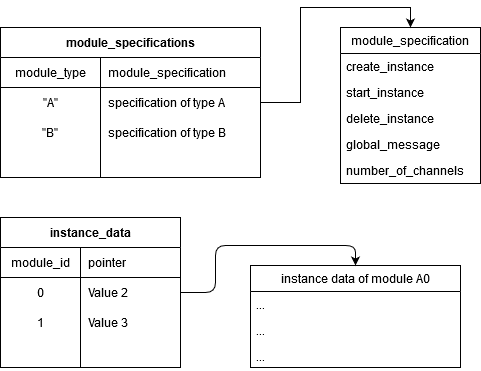 module_specifications
module_type module_specification
"A" specification of type A
"B" specification of type B
module_specification
create_instance
start_instance
delete_instance
global_message
number_of_channels
instance_data
module_id pointer
0 Value 2
1 Value 3
instance data of module A0
...
...
...